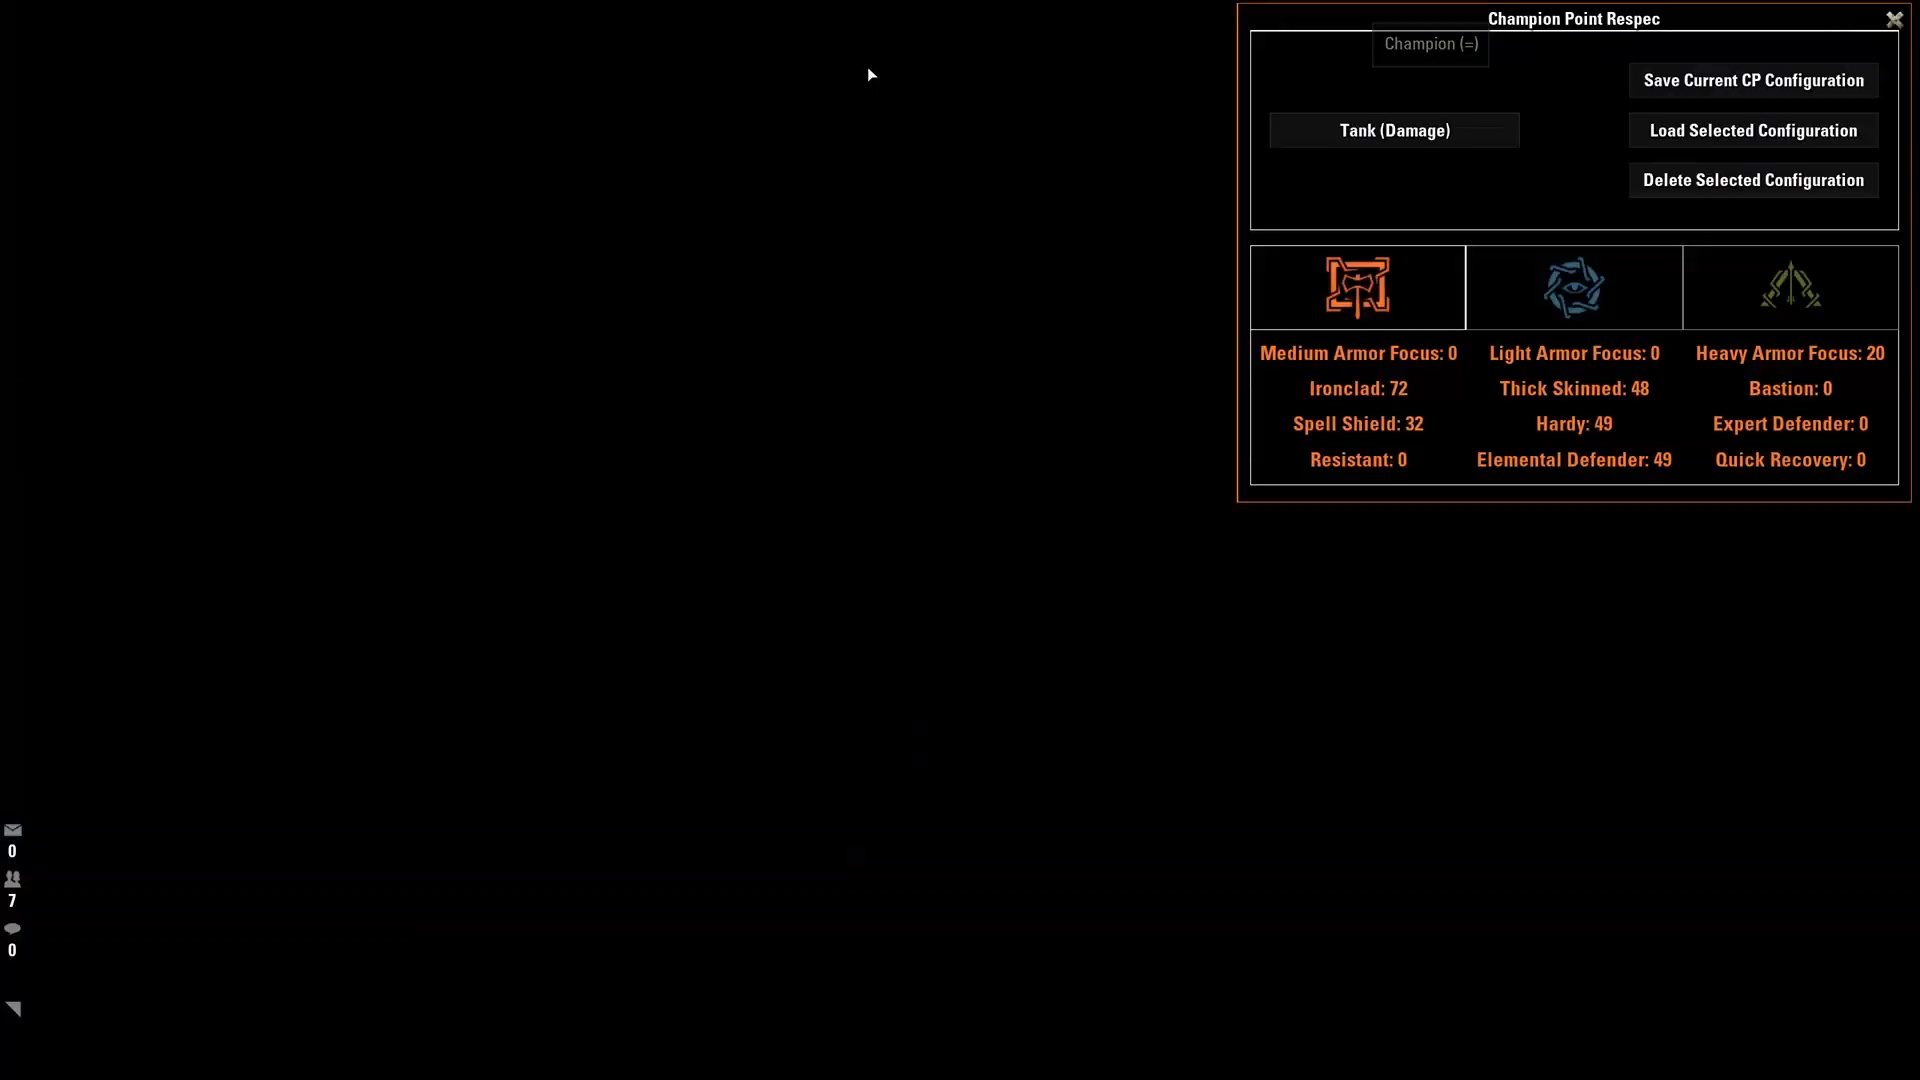 Champion Point Respec
Champion (=)
Save Current CP Configuration
Tank (Damage)
Load Selected Configuration
Delete Selected Configuration
Medium Armor Focus: 0
Light Armor Focus: 0
Heavy Armor Focus: 20
Ironclad: 72
Thick Skinned: 48
Bastion: 0
Spell Shield: 32
Hardy: 49
Expert Defender: 0
Resistant: 0
Elemental Defender: 49
Quick Recovery: 0
0
7
0